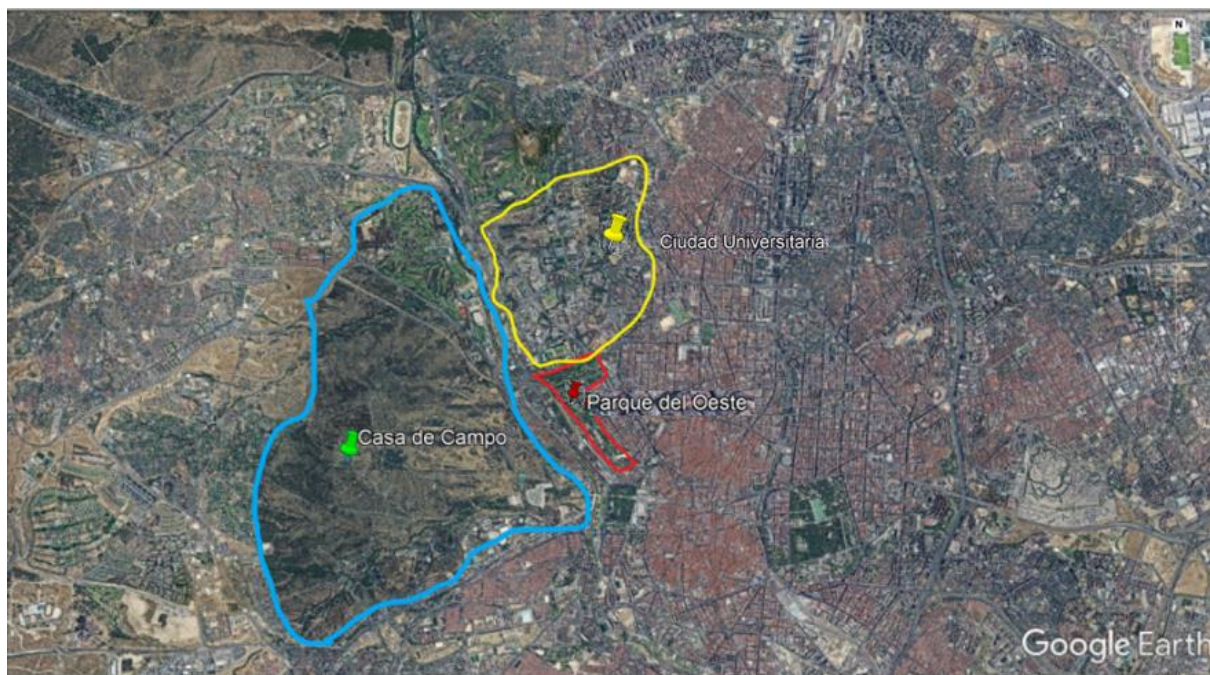 N
Ciudad Universitaria
Parque del Oeste
Casa de Campo
Google Earth